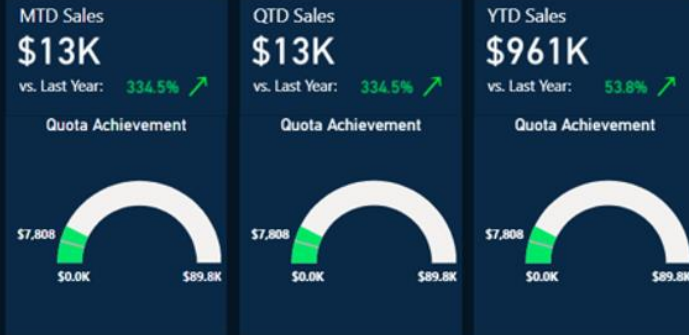 MTD Sales
$13K
vs. Last Year: 334.5%
Quota Achievement
$7,808
$0.0K $89.8K
QTD Sales
$13K
vs. Last Year: 334.5%
Quota Achievement
$7,808
$0.0K $89.8K
YTD Sales
$961K
vs. Last Year: 53.8%
Quota Achievement
$7,808
$0.0K $89.8K